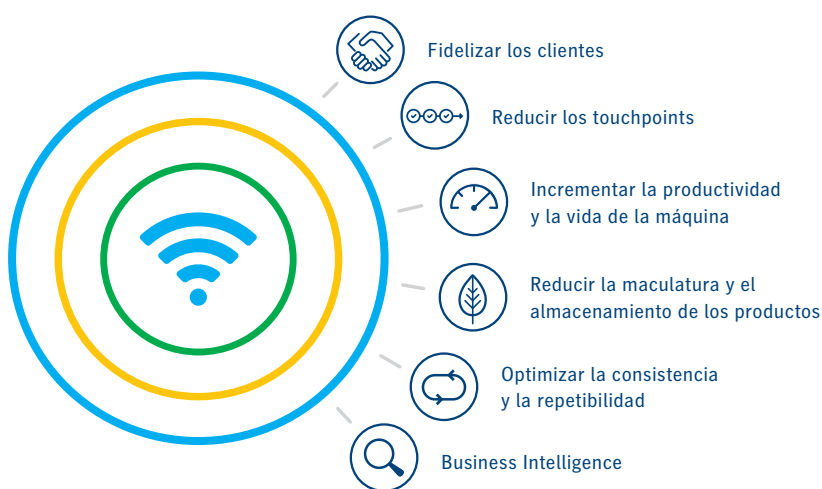 Fidelizar los clientes
Reducir los touchpoints
Incrementar la productividad
y la vida de la máquina
Reducir la maculatura y el
almacenamiento de los productos
Optimizar la consistencia
y la repetibilidad
Business Intelligence